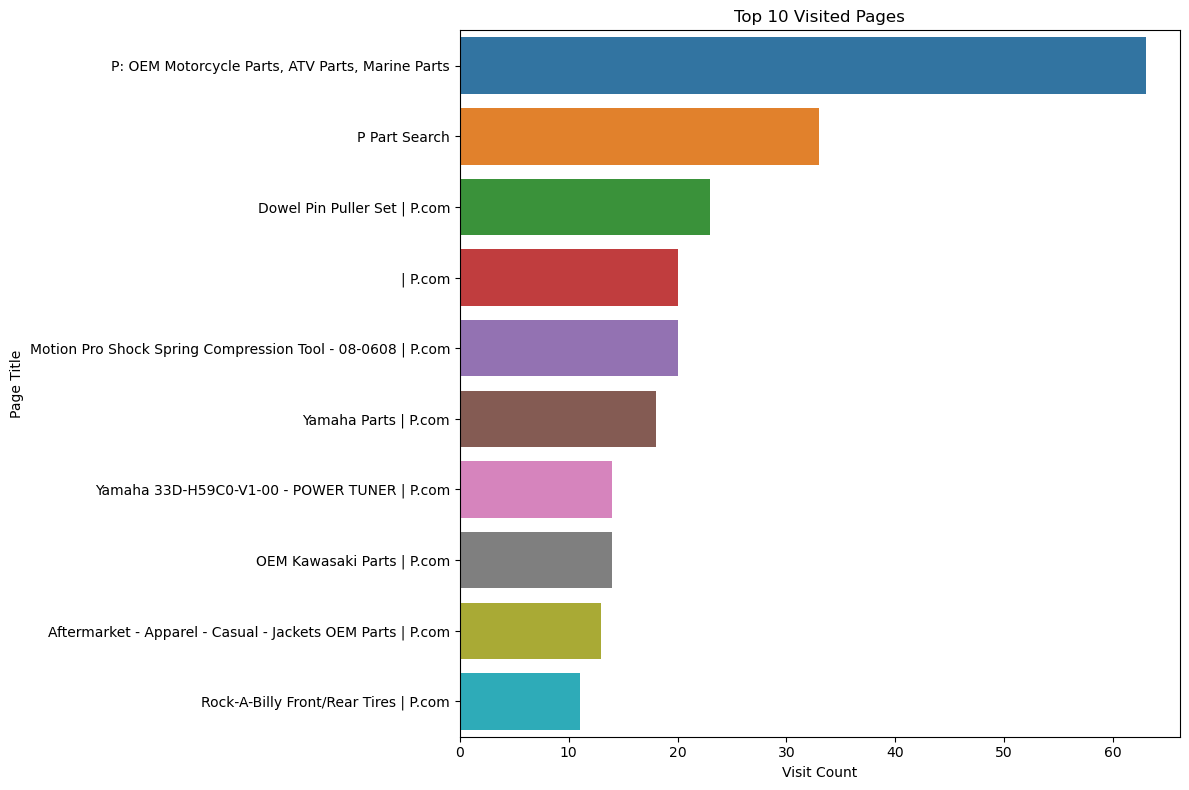 Top 10 Visited Pages
Page Title
P: OEM Motorcycle Parts, ATV Parts, Marine Parts
P Part Search
Dowel Pin Puller Set | P.com
| P.com
Motion Pro Shock Spring Compression Tool - 08-0608 | P.com
Yamaha Parts | P.com
Yamaha 33D-H59C0-V1-00 - POWER TUNER | P.com
OEM Kawasaki Parts | P.com
Aftermarket - Apparel - Casual - Jackets OEM Parts | P.com
Rock-A-Billy Front/Rear Tires | P.com
0 10 20 30 40 50 60
Visit Count